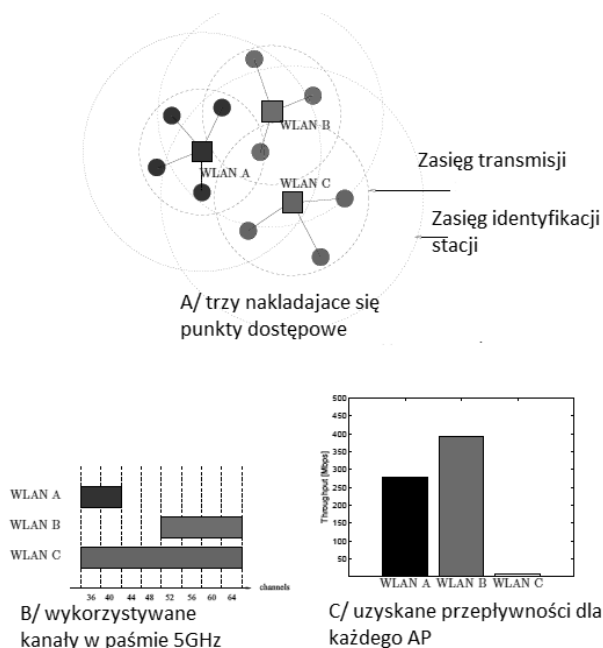 WLAN B
WLAN A
WLAN C
Zasięg transmisji
Zasięg identyfikacji
stacji
A/ trzy nakladajace się
punkty dostępowe
WLAN A
WLAN B
WLAN C
36 40 44 48 52 56 60 64
channels
B/ wykorzystywane
kanały w paśmie 5GHz
500
450
400
350
300
250
200
150
100
50
Throughput [Mbps]
WLAN A WLAN B WLAN C
C/ uzyskane przepływności dla
każdego AP